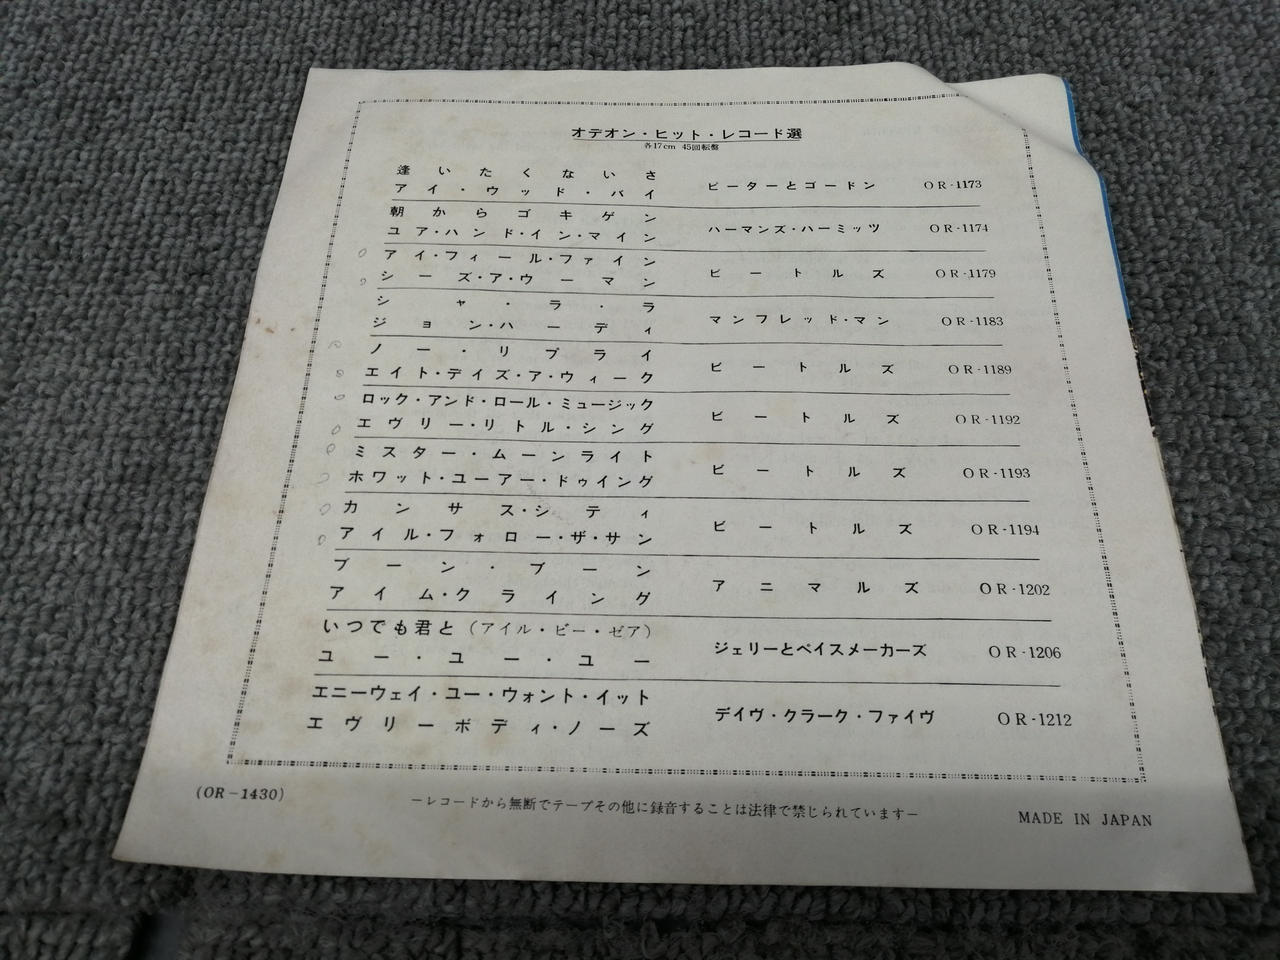 オデオン・ヒット・レコード選
各17cm 45回転盤
逢いたくないさ
アイ・ウッド・バイ
ピーターとゴードン OR-1173
朝からゴキゲン
ユア・ハンド・イン・マイン
ハーマンズ・ハーミッツ OR-1174
アイ・フィール・ファイン
シーズ・ア・ウーマン
ビートルズ OR-1179
シャ・ラ・ラ
ジョン・ハーディ
マンフレッド・マン OR-1183
ノー・リプライ
エイト・デイズ・ア・ウィーク
ビートルズ OR-1189
ロック・アンド・ロール・ミュージック
エヴリー・リトル・シング
ビートルズ OR-1192
ミスター・ムーンライト
ホワット・ユーアー・ドゥイング
ビートルズ OR-1193
カンサス・シティ
アイル・フォロー・ザ・サン
ビートルズ OR-1194
ブーン・ブーン
アイム・クライング
アニマルズ OR-1202
いつでも君と（アイル・ビー・ゼア）
ユー・ユー・ユー
ジェリーとペイスメーカーズ OR-1206
エニーウェイ・ユー・ウォント・イット
エヴリーボディ・ノーズ
デイヴ・クラーク・ファイヴ OR-1212
(OR-1430)
－レコードから無断でテープその他に録音することは法律で禁じられています－
MADE IN JAPAN